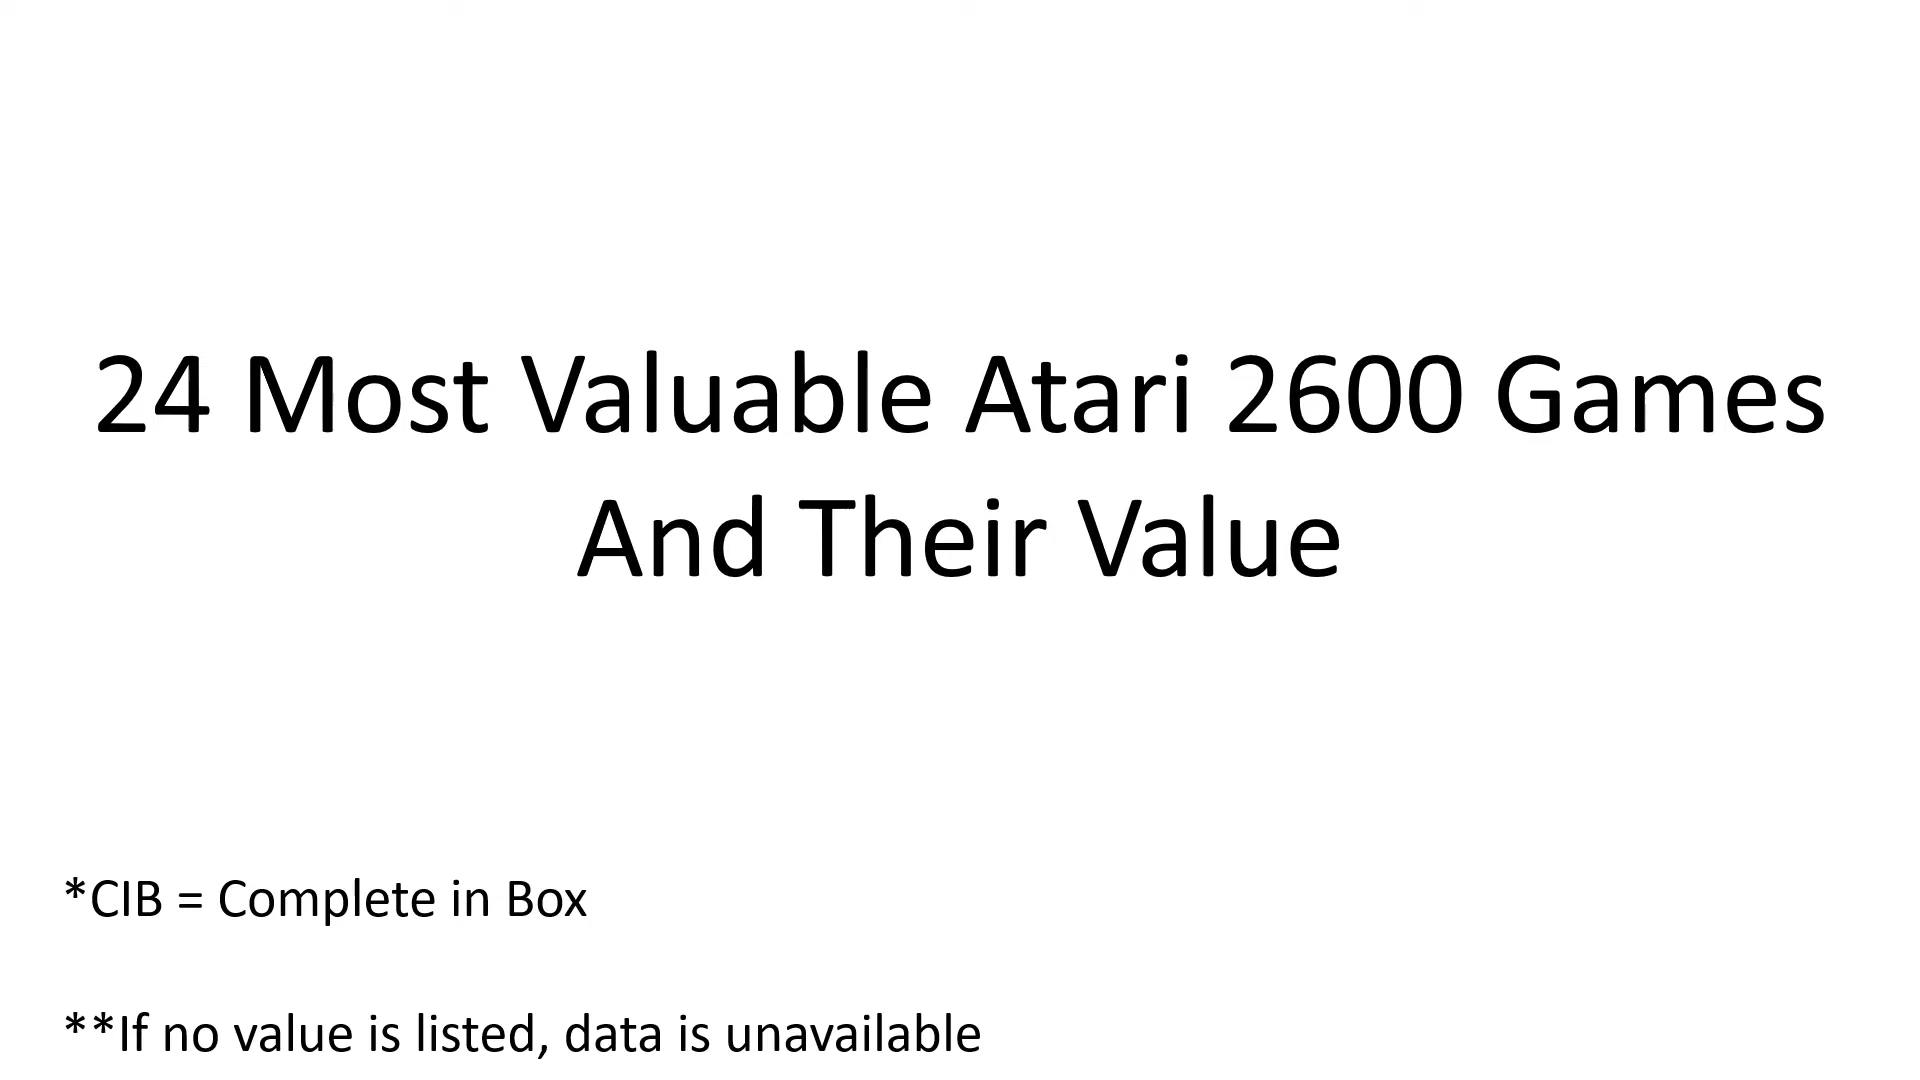 24 Most Valuable Atari 2600 Games
And Their Value
*CIB = Complete in Box
**If no value is listed, data is unavailable